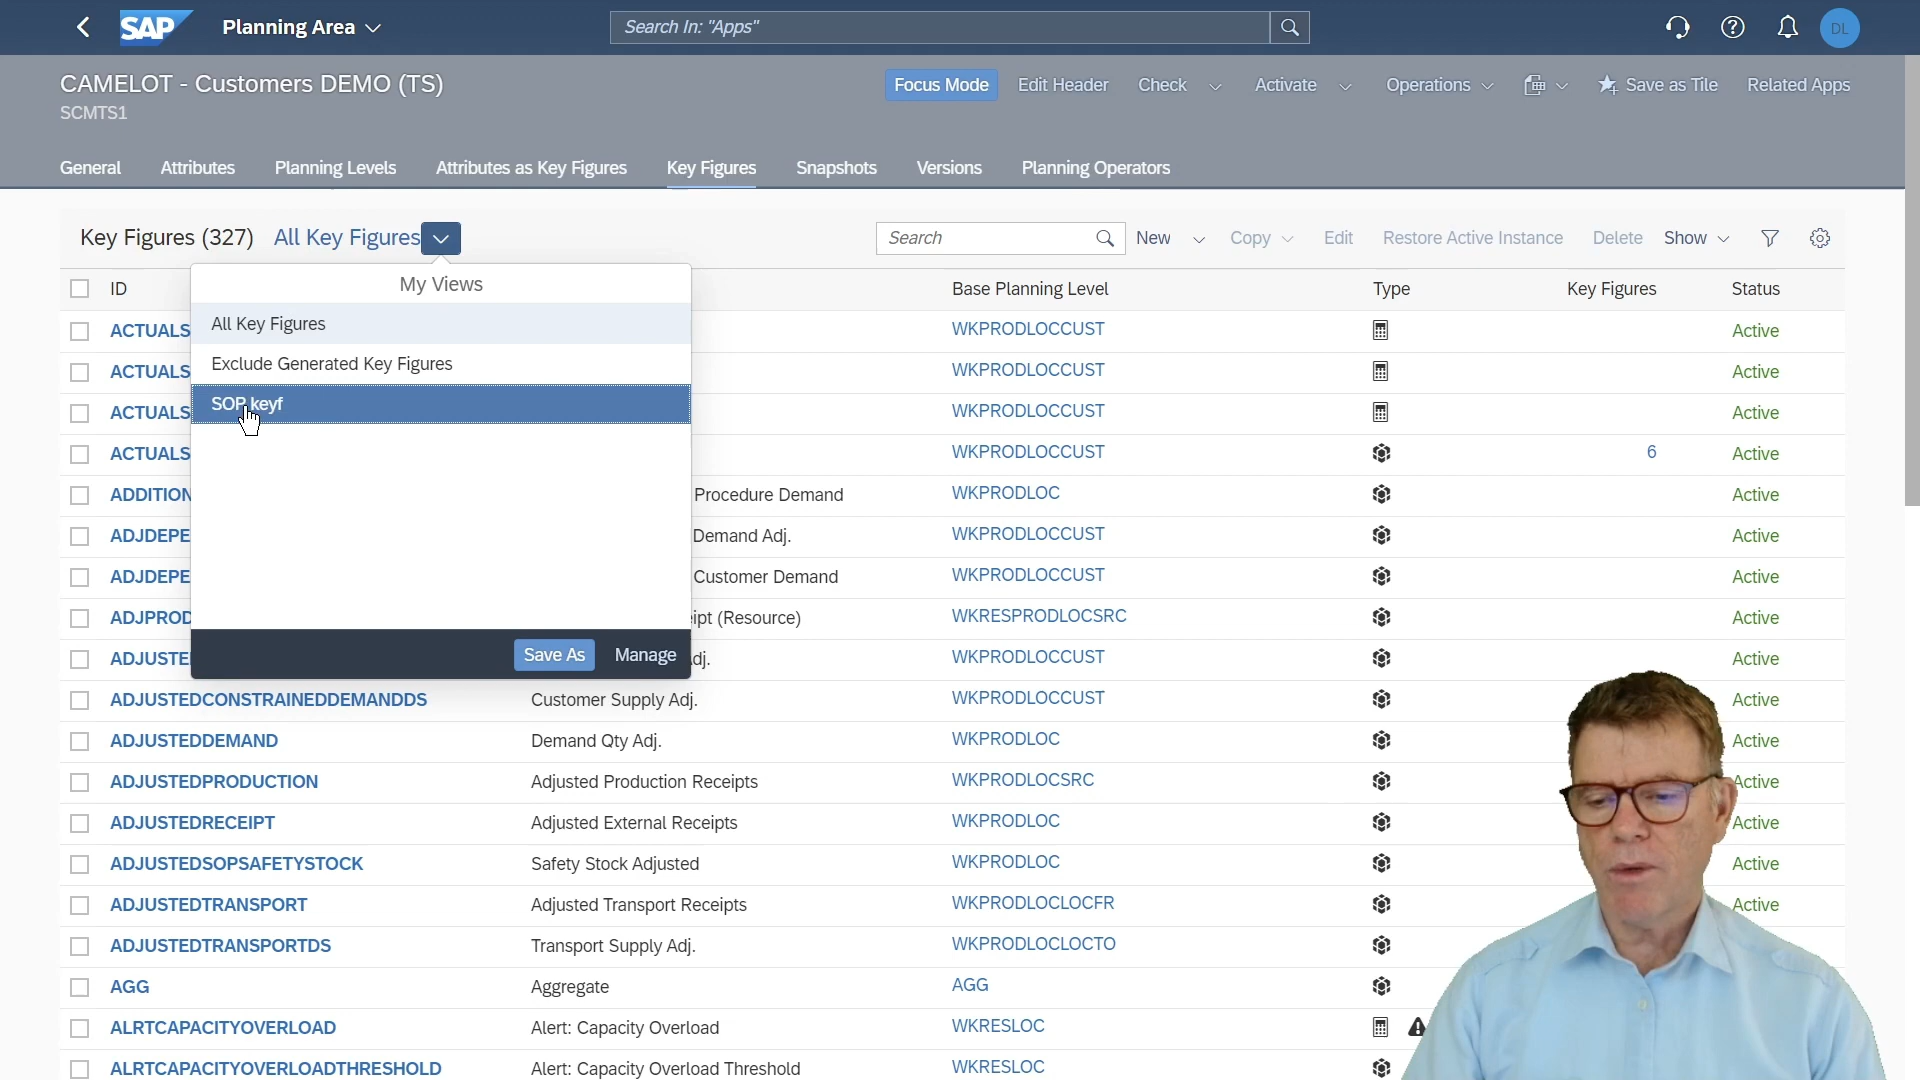 SAP Planning Area
Search In: "Apps"
DL
CAMELOT - Customers DEMO (TS)
SCMTS1
Focus Mode Edit Header Check Activate Operations Save as Tile Related Apps
General Attributes Planning Levels Attributes as Key Figures Key Figures Snapshots Versions Planning Operators
Key Figures (327) All Key Figures Search New Copy Edit Restore Active Instance Delete Show
ID Base Planning Level Type Key Figures Status
My Views
All Key Figures
Exclude Generated Key Figures
SOP keyf
Save As Manage
ACTUALS WKPRODLOCCUST Active
ACTUALS WKPRODLOCCUST Active
ACTUALS WKPRODLOCCUST Active
ACTUALS WKPRODLOCCUST 6 Active
ADDITION Procedure Demand WKPRODLOC Active
ADJDEPE Demand Adj. WKPRODLOCCUST Active
ADJDEPE Customer Demand WKPRODLOCCUST Active
ADJPROD ipt (Resource) WKRESPRODLOCSRC Active
ADJUSTE dj. WKPRODLOCCUST Active
ADJUSTEDCONSTRAINEDDEMANDDS Customer Supply Adj. WKPRODLOCCUST Active
ADJUSTEDDEMAND Demand Qty Adj. WKPRODLOC Active
ADJUSTEDPRODUCTION Adjusted Production Receipts WKPRODLOCSRC Active
ADJUSTEDRECEIPT Adjusted External Receipts WKPRODLOC Active
ADJUSTEDSOPSAFETYSTOCK Safety Stock Adjusted WKPRODLOC Active
ADJUSTEDTRANSPORT Adjusted Transport Receipts WKPRODLOCLOCFR Active
ADJUSTEDTRANSPORTDS Transport Supply Adj. WKPRODLOCLOCTO
AGG Aggregate AGG
ALRTCAPACITYOVERLOAD Alert: Capacity Overload WKRESLOC
ALRTCAPACITYOVERLOADTHRESHOLD Alert: Capacity Overload Threshold WKRESLOC